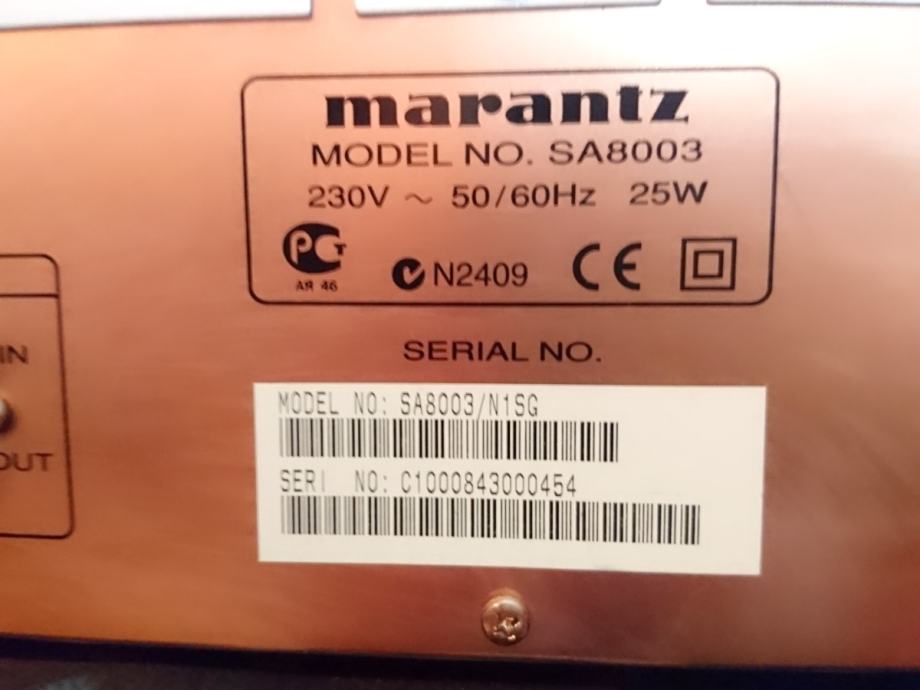 marantz
MODEL NO. SA8003
230V ~ 50/60Hz 25W
PCT
АЯ 46
N2409
CE
IN
OUT
SERIAL NO.
MODEL NO: SA8003/N1SG
SERI NO: C1000843000454